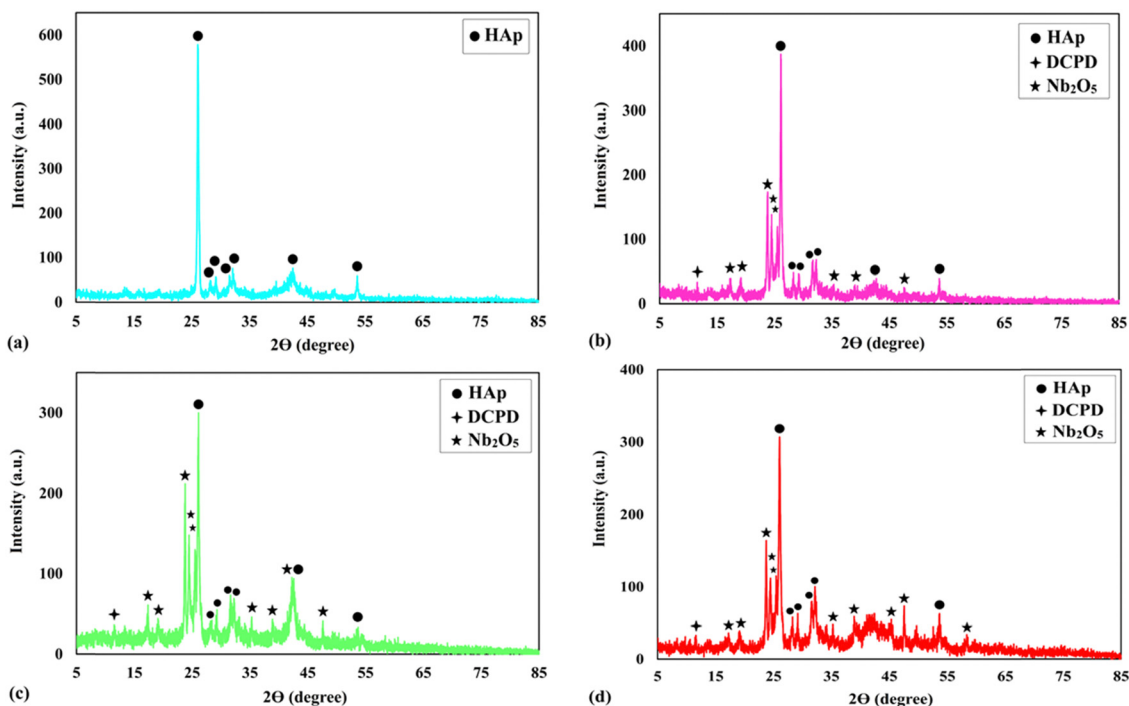 Intensity (a.u.)
600
500
400
300
200
100
0
5 15 25 35 45 55 65 75 85
2ϴ (degree)
(a)
● HAp
Intensity (a.u.)
400
300
200
100
0
5 15 25 35 45 55 65 75 85
2ϴ (degree)
(b)
● HAp
✦ DCPD
★ Nb₂O₅
Intensity (a.u.)
300
200
100
0
5 15 25 35 45 55 65 75 85
2ϴ (degree)
(c)
● HAp
✦ DCPD
★ Nb₂O₅
Intensity (a.u.)
400
300
200
100
0
5 15 25 35 45 55 65 75 85
2ϴ (degree)
(d)
● HAp
✦ DCPD
★ Nb₂O₅